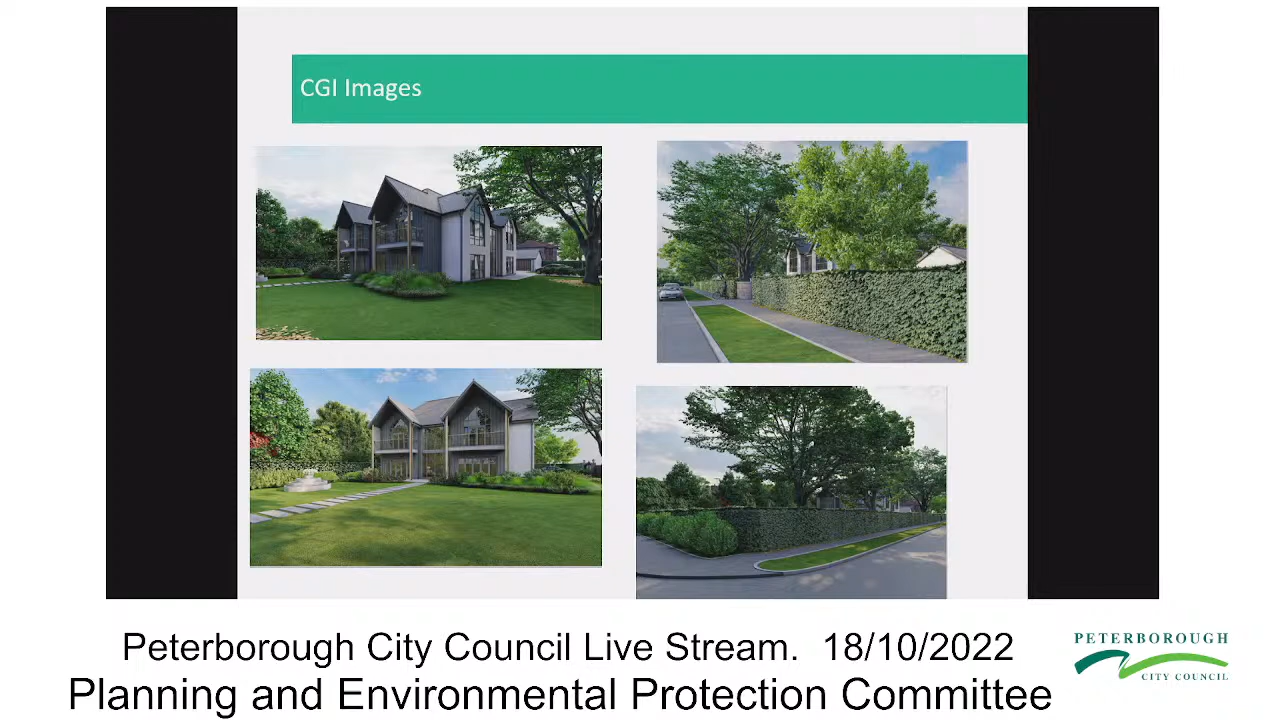 CGI Images
Peterborough City Council Live Stream.  18/10/2022
Planning and Environmental Protection Committee
PETERBOROUGH
CITY COUNCIL